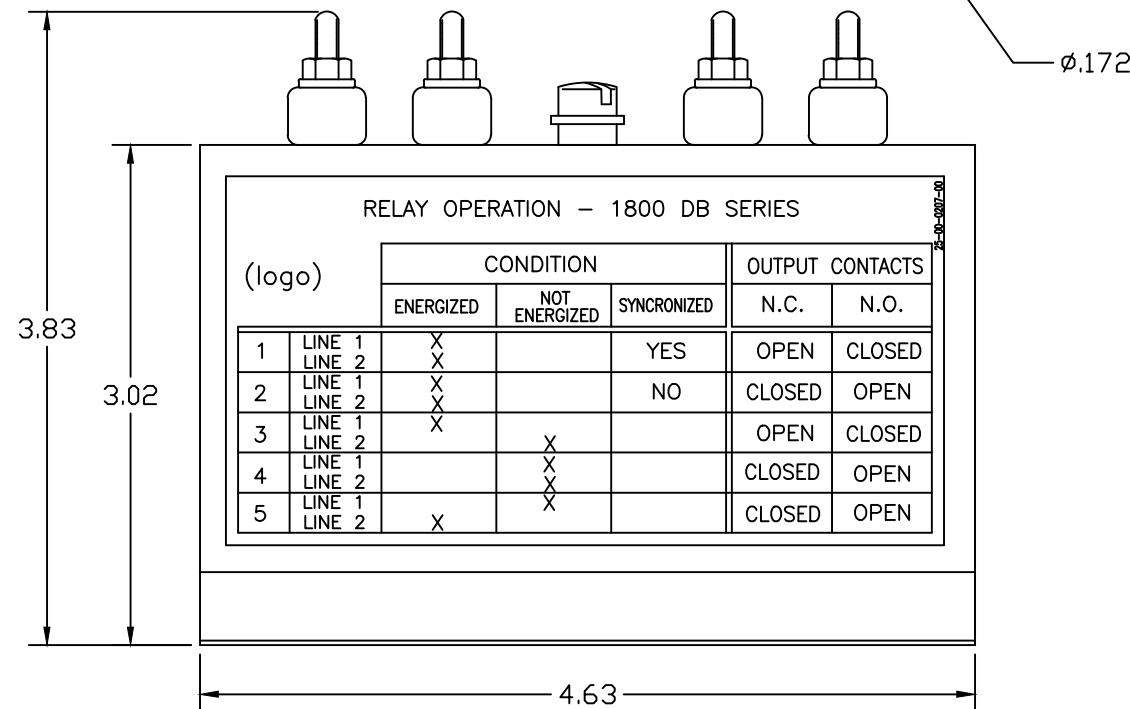 ø.172
25-00-0207-00
RELAY OPERATION – 1800 DB SERIES
(logo)
CONDITION
OUTPUT CONTACTS
ENERGIZED
NOT
ENERGIZED
SYNCRONIZED
N.C.
N.O.
1 LINE 1 X
LINE 2 X
YES OPEN CLOSED
2 LINE 1 X
LINE 2 X
NO CLOSED OPEN
3 LINE 1 X
LINE 2 X
OPEN CLOSED
4 LINE 1 X
LINE 2 X
CLOSED OPEN
5 LINE 1 X
LINE 2 X
CLOSED OPEN
3.83
3.02
4.63